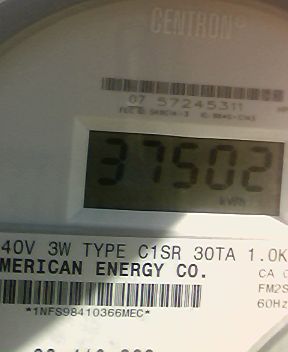 CENTRON
07 57245311
37502
kWh
40V 3W TYPE C1SR 30TA 1.0K
MERICAN ENERGY CO.
CA
FM2S
60Hz
*1NFS98410366MEC*